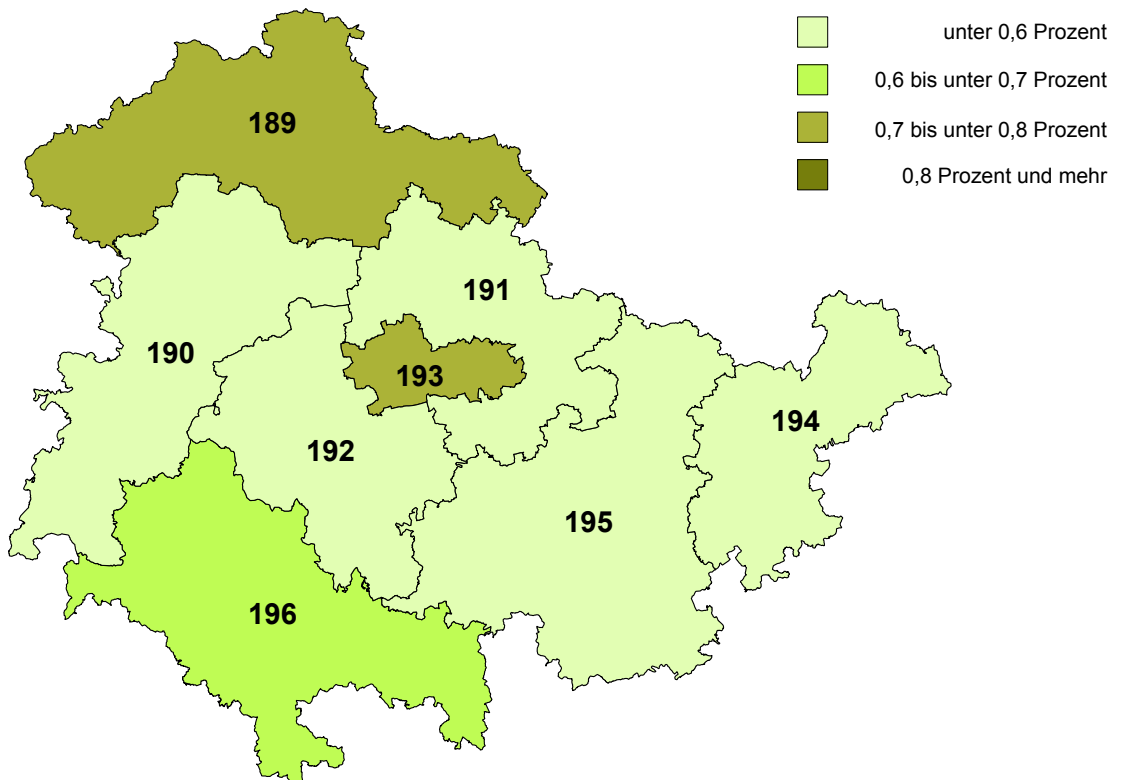 unter 0,6 Prozent
0,6 bis unter 0,7 Prozent
0,7 bis unter 0,8 Prozent
0,8 Prozent und mehr
189
191
190
193
194
192
195
196